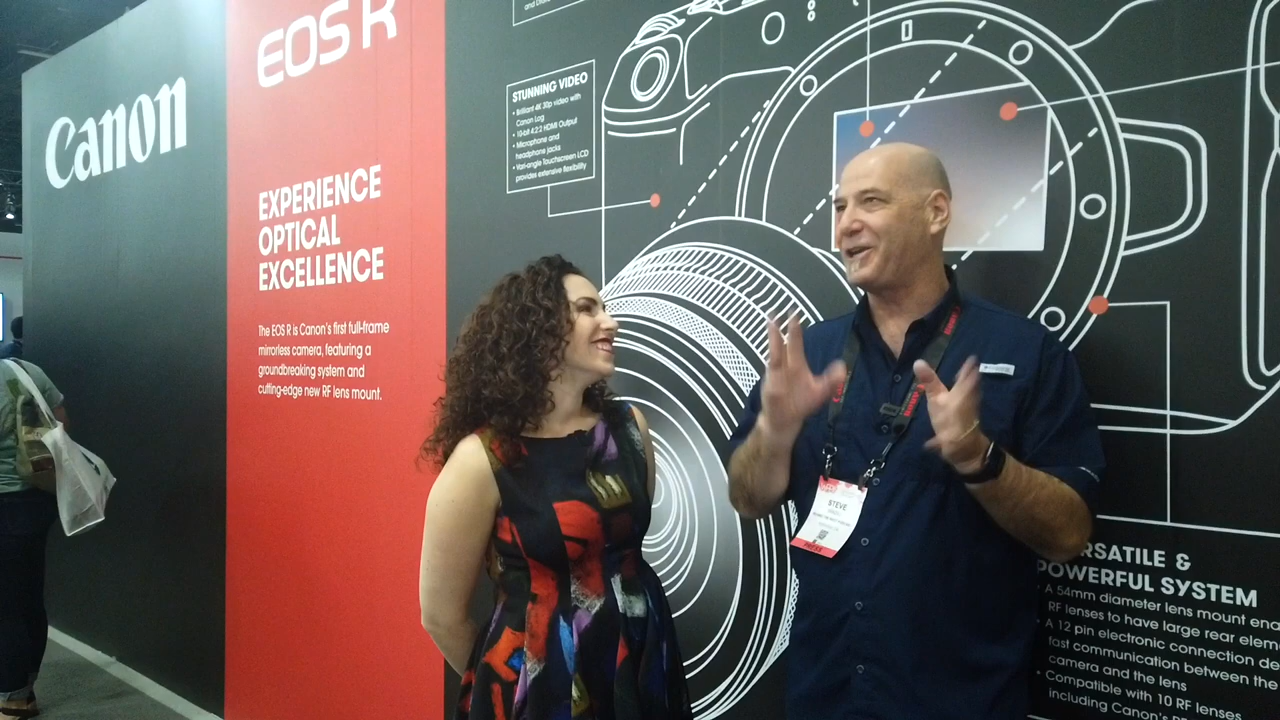 Canon
EOS R
EXPERIENCE
OPTICAL
EXCELLENCE
The EOS R is Canon's first full-frame
mirrorless camera, featuring a
groundbreaking system and
cutting-edge new RF lens mount.
STUNNING VIDEO
• Brilliant 4K 30p video with
Canon Log
• 10-bit 4:2:2 HDMI Output
• Microphone and
headphone jacks
• Vari-angle Touchscreen LCD
provides extensive flexibility
STEVE
PRESS
RSATILE &
POWERFUL SYSTEM
• A 54mm diameter lens mount ena
RF lenses to have large rear elem
• A 12 pin electronic connection de
fast communication between the
camera and the lens
• Compatible with 10 RF lenses
including Canon's